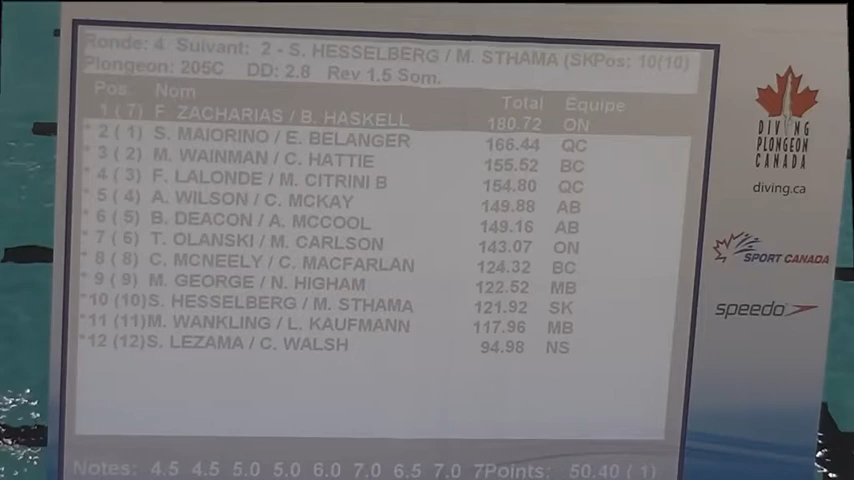 Ronde: 4 Suivant: 2 - S. HESSELBERG / M. STHAMA (SKPos: 10(10)
Plongeon: 205C DD: 2.8 Rev 1.5 Som.
Pos. Nom Total Équipe
1 (7) F. ZACHARIAS / B. HASKELL 180.72 ON
* 2 (1) S. MAIORINO / E. BELANGER 166.44 QC
* 3 (2) M. WAINMAN / C. HATTIE 155.52 BC
* 4 (3) F. LALONDE / M. CITRINI B 154.80 QC
* 5 (4) A. WILSON / C. MCKAY 149.88 AB
* 6 (5) B. DEACON / A. MCCOOL 149.16 AB
* 7 (6) T. OLANSKI / M. CARLSON 143.07 ON
* 8 (8) C. MCNEELY / C. MACFARLAN 124.32 BC
* 9 (9) M. GEORGE / N. HIGHAM 122.52 MB
*10 (10)S. HESSELBERG / M. STHAMA 121.92 SK
*11 (11)M. WANKLING / L. KAUFMANN 117.96 MB
*12 (12)S. LEZAMA / C. WALSH 94.98 NS
Notes: 4.5 4.5 5.0 5.0 6.0 7.0 6.5 7.0 7Points: 50.40 ( 1)
DIVING
PLONGEON
CANADA
diving.ca
SPORT CANADA
speedo